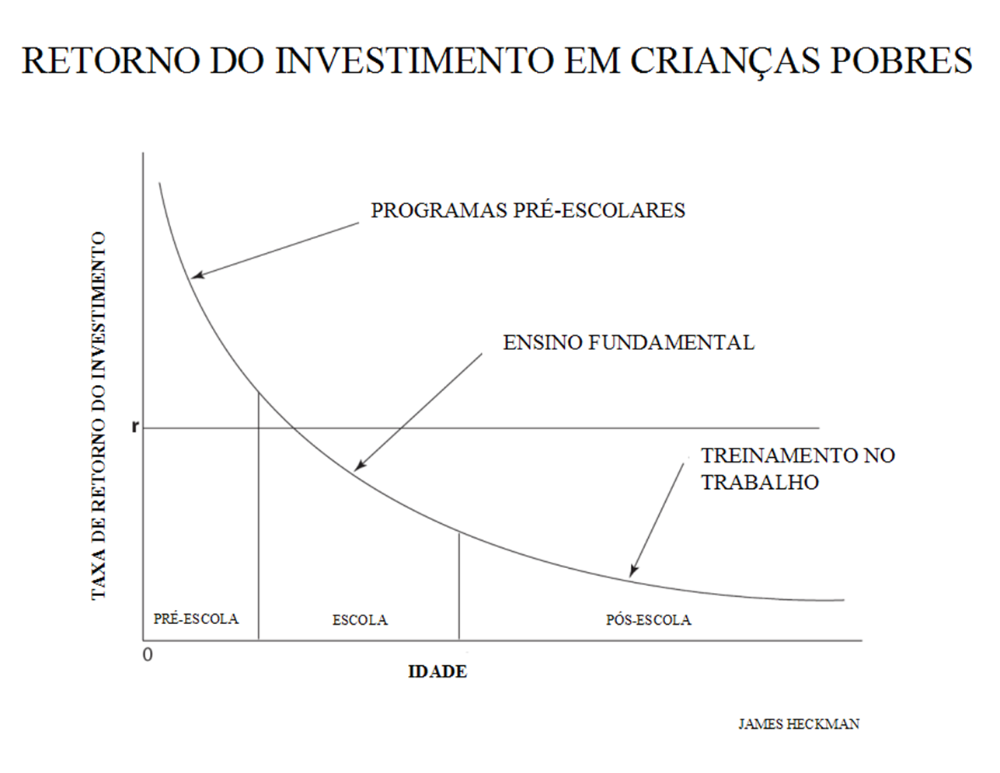 RETORNO DO INVESTIMENTO EM CRIANÇAS POBRES
PROGRAMAS PRÉ-ESCOLARES
TAXA DE RETORNO DO INVESTIMENTO
ENSINO FUNDAMENTAL
r
TREINAMENTO NO
TRABALHO
PRÉ-ESCOLA
ESCOLA
PÓS-ESCOLA
0
IDADE
JAMES HECKMAN